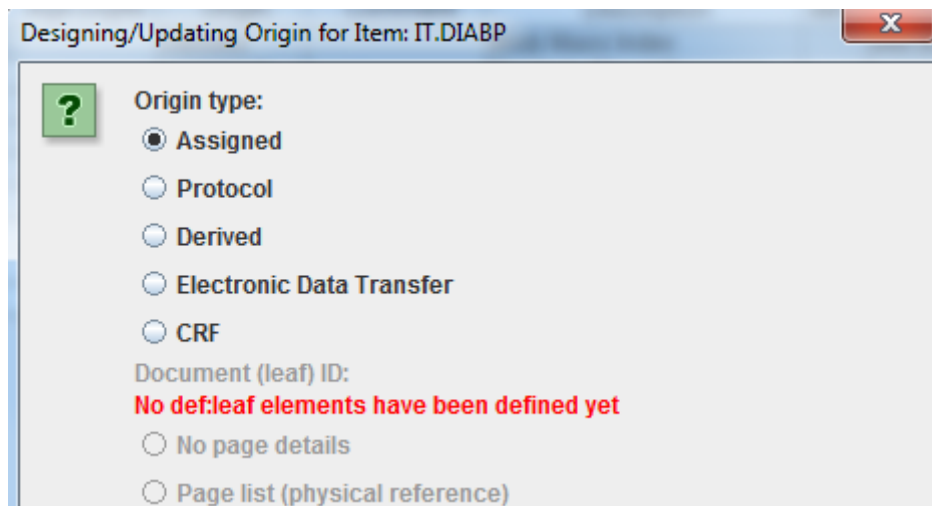 Designing/Updating Origin for Item: IT.DIABP
Origin type:
Assigned
Protocol
Derived
Electronic Data Transfer
CRF
Document (leaf) ID:
No def:leaf elements have been defined yet
No page details
Page list (physical reference)